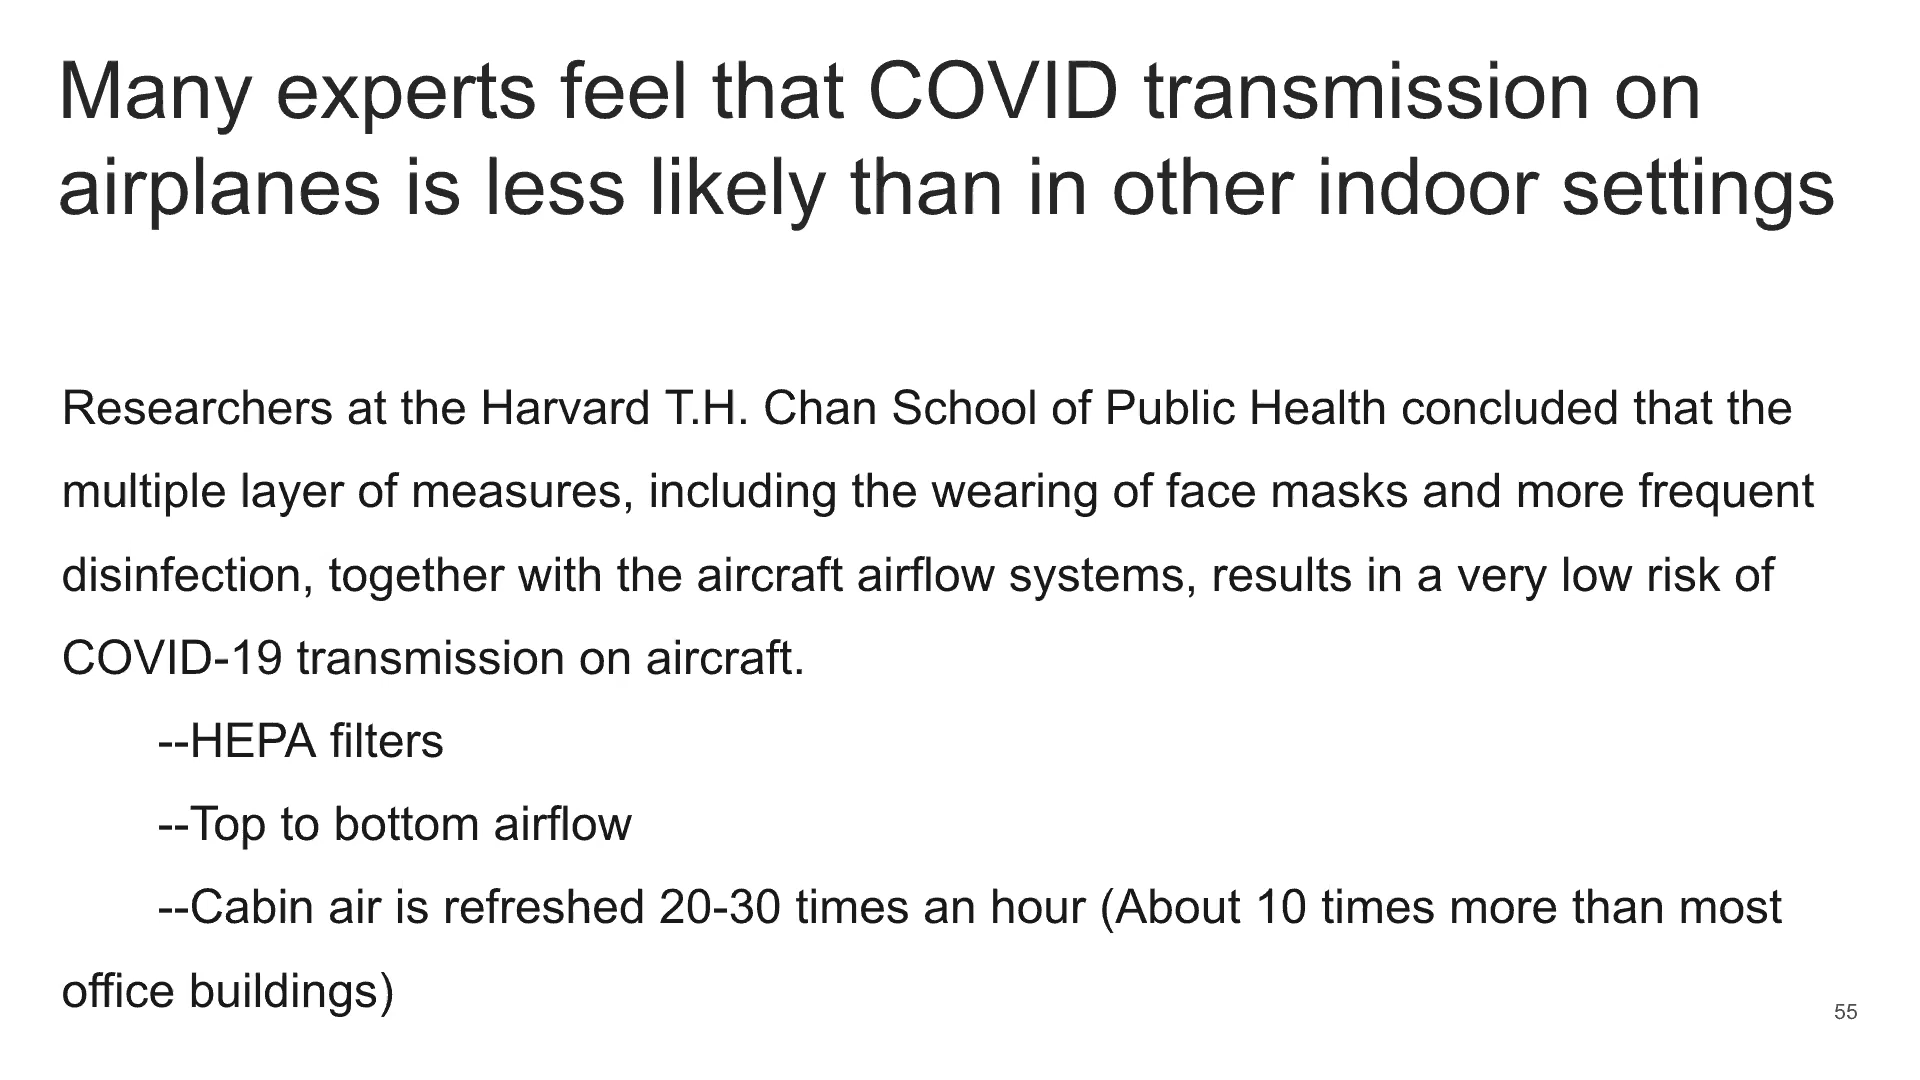 Many experts feel that COVID transmission on
airplanes is less likely than in other indoor settings
Researchers at the Harvard T.H. Chan School of Public Health concluded that the
multiple layer of measures, including the wearing of face masks and more frequent
disinfection, together with the aircraft airflow systems, results in a very low risk of
COVID-19 transmission on aircraft.
--HEPA filters
--Top to bottom airflow
--Cabin air is refreshed 20-30 times an hour (About 10 times more than most
office buildings)
55